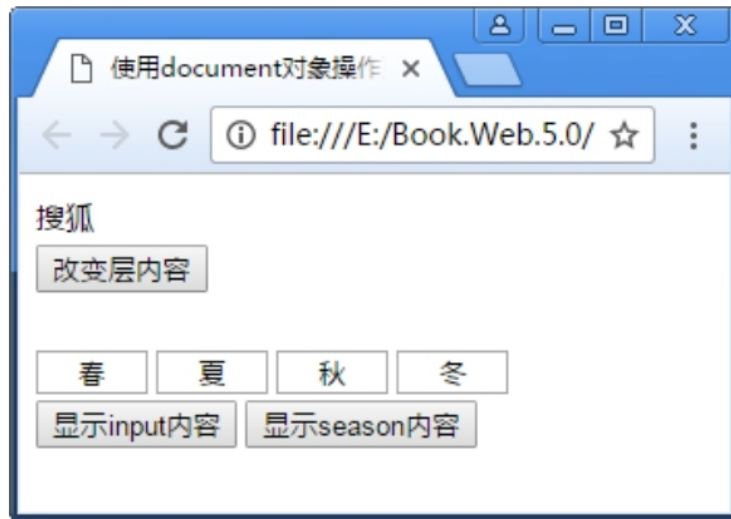 使用document对象操作
file:///E:/Book.Web.5.0/
搜狐
改变层内容
春 夏 秋 冬
显示input内容 显示season内容